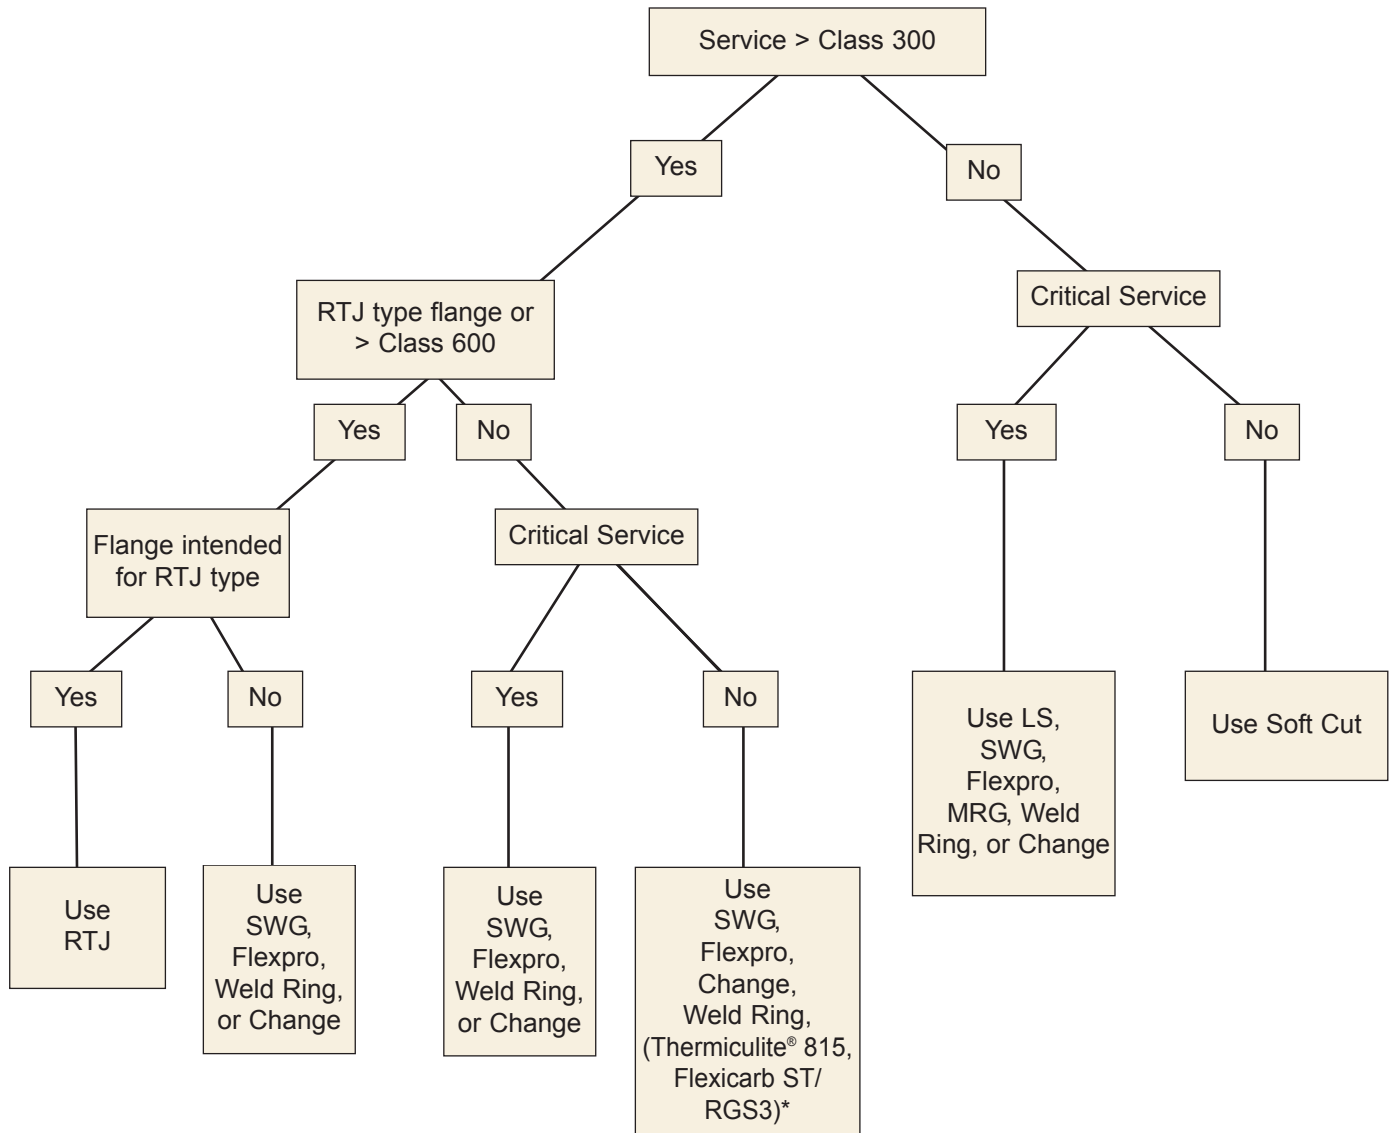 Service > Class 300
Yes
No
RTJ type flange or
> Class 600
Critical Service
Yes
No
Yes
No
Flange intended
for RTJ type
Critical Service
Yes
No
Yes
No
Use LS,
SWG,
Flexpro,
MRG, Weld
Ring, or Change
Use Soft Cut
Use
RTJ
Use
SWG,
Flexpro,
Weld Ring,
or Change
Use
SWG,
Flexpro,
Weld Ring,
or Change
Use
SWG,
Flexpro,
Change,
Weld Ring,
(Thermiculite® 815,
Flexicarb ST/
RGS3)*